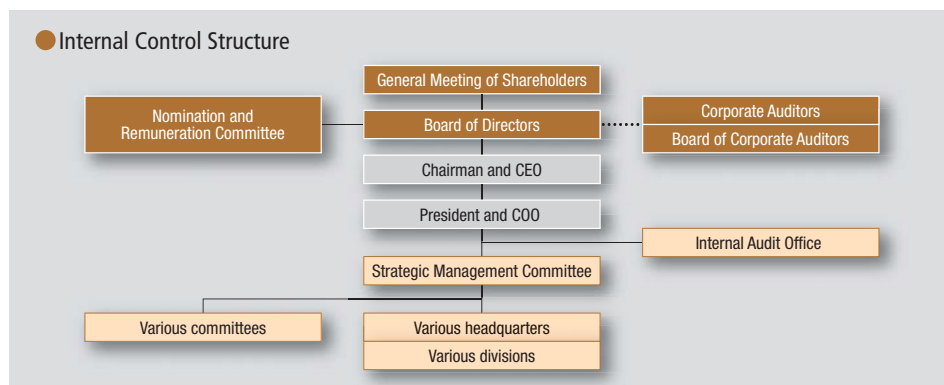 Internal Control Structure
General Meeting of Shareholders
Nomination and
Remuneration Committee
Board of Directors
Corporate Auditors
Board of Corporate Auditors
Chairman and CEO
President and COO
Internal Audit Office
Strategic Management Committee
Various committees
Various headquarters
Various divisions